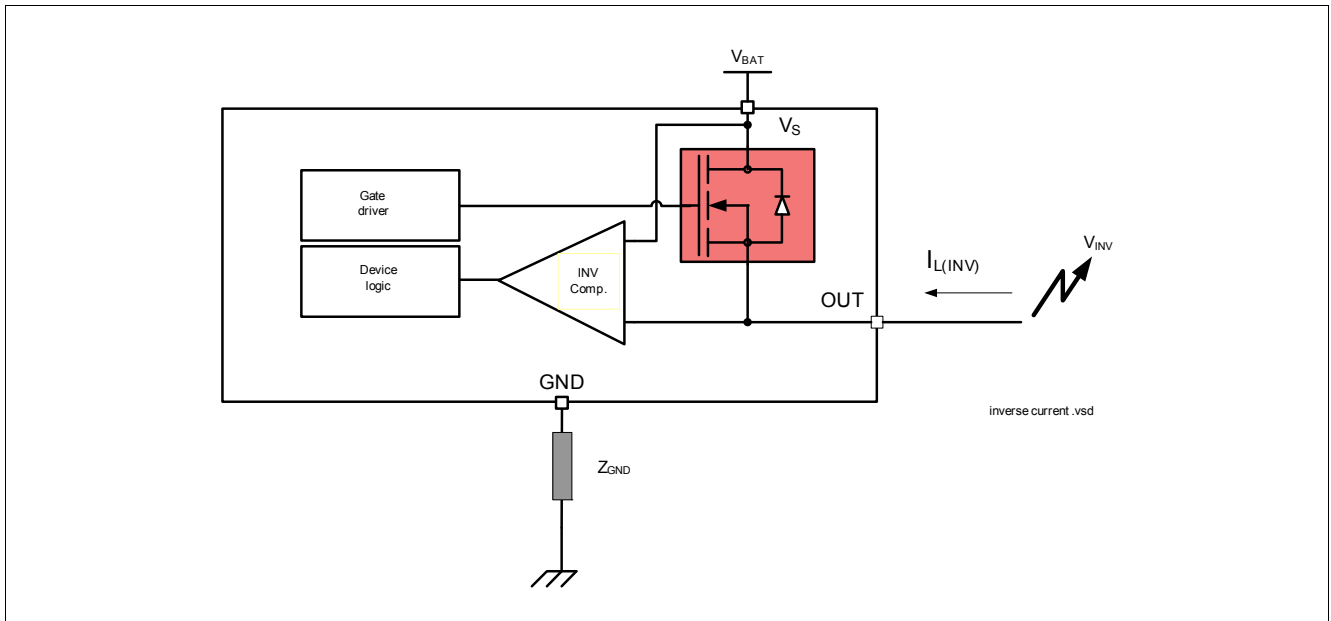 VBAT
VS
Gate
driver
Device
logic
INV
Comp.
IL(INV)
VINV
OUT
GND
inverse current .vsd
ZGND